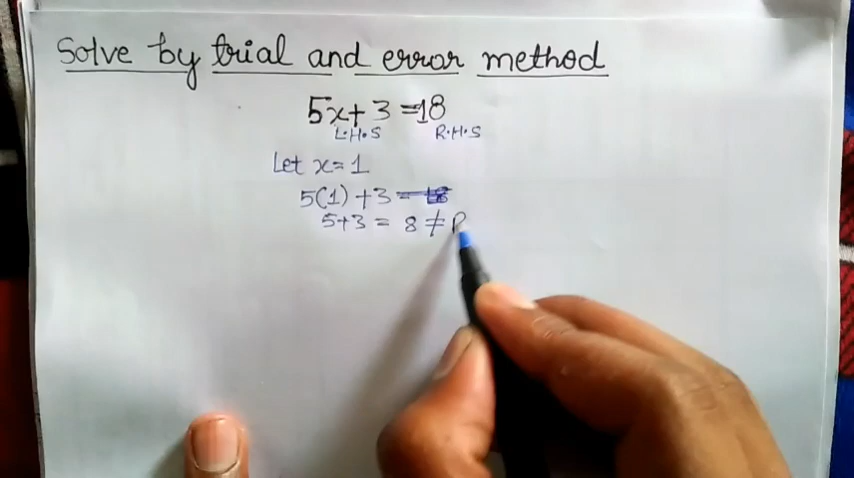 Solve by trial and error method
5x+ 3 =18
L.H.S R.H.S
Let x= 1
5(1) +3 =
5+3 = 8 ≠